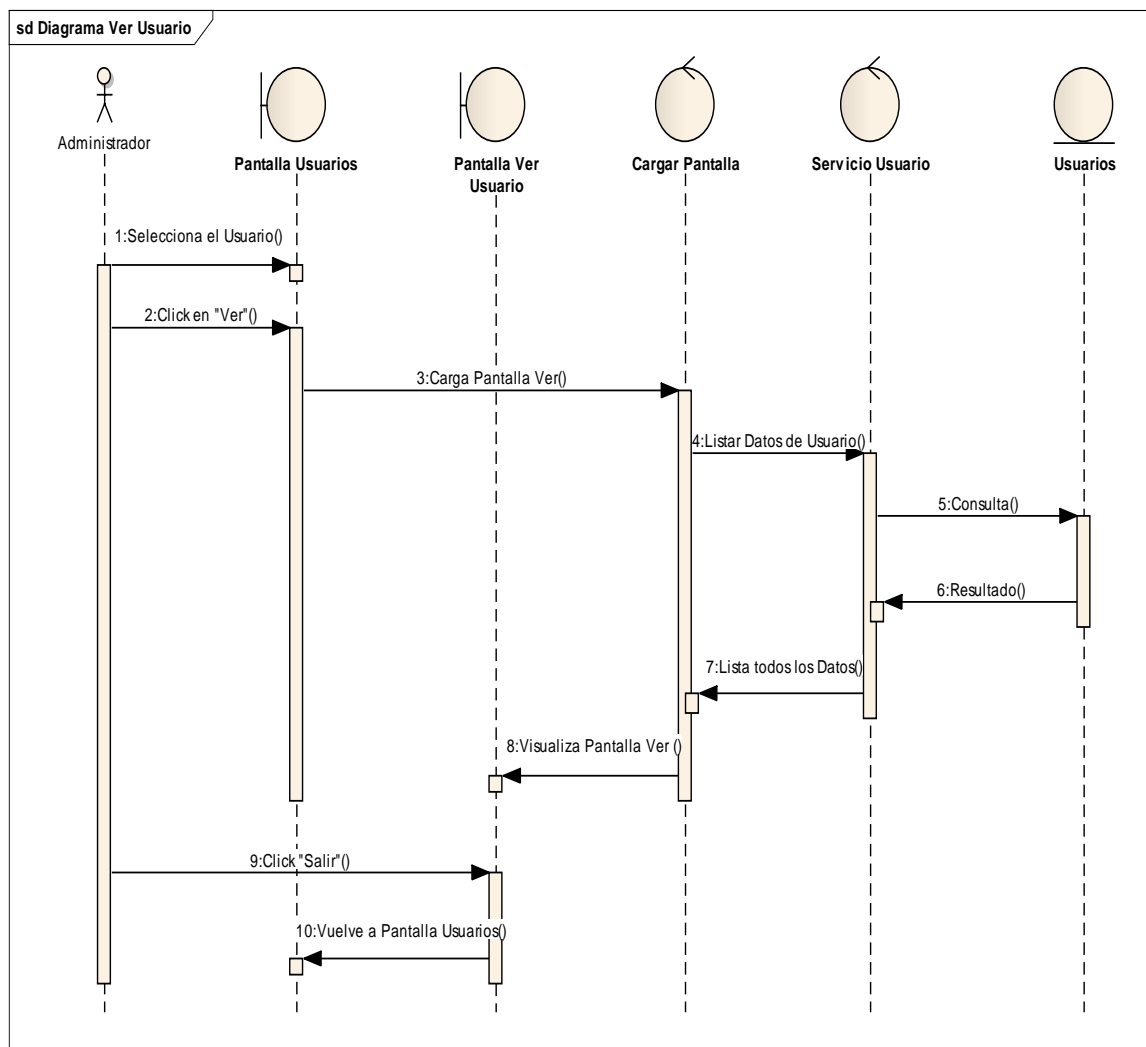 sd Diagrama Ver Usuario
Administrador
Pantalla Usuarios
Pantalla Ver
Usuario
Cargar Pantalla
Servicio Usuario
Usuarios
1:Selecciona el Usuario()
2:Click en "Ver"()
3:Carga Pantalla Ver()
4:Listar Datos de Usuario()
5:Consulta()
6:Resultado()
7:Lista todos los Datos()
8:Visualiza Pantalla Ver ()
9:Click "Salir"()
10:Vuelve a Pantalla Usuarios()